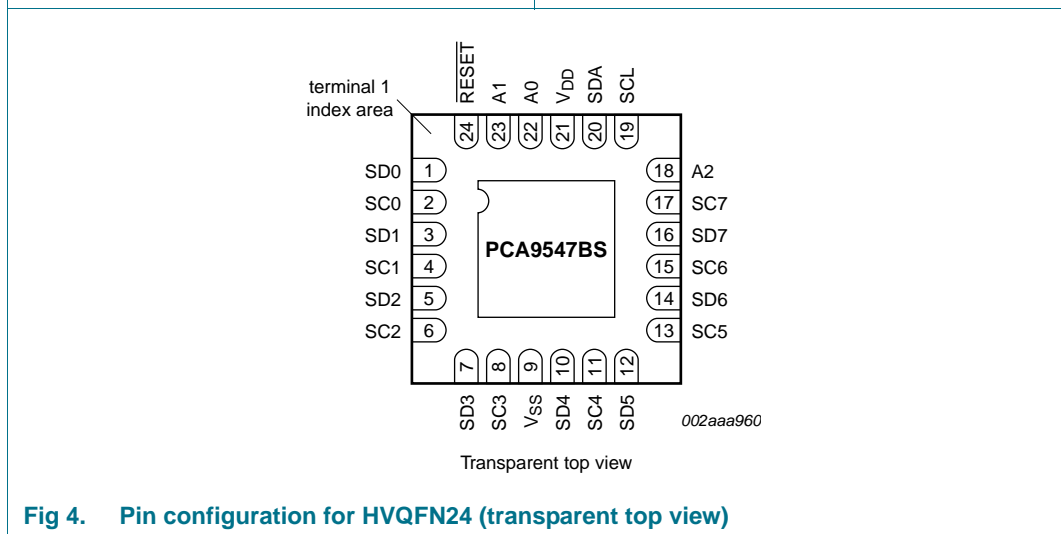 terminal 1
index area
RESET
A1
A0
VDD
SDA
SCL
24
23
22
21
20
19
SD0 1
SC0 2
SD1 3
SC1 4
SD2 5
SC2 6
18 A2
17 SC7
16 SD7
15 SC6
14 SD6
13 SC5
PCA9547BS
7
8
9
10
11
12
SD3
SC3
VSS
SD4
SC4
SD5
002aaa960
Transparent top view
Fig 4. Pin configuration for HVQFN24 (transparent top view)